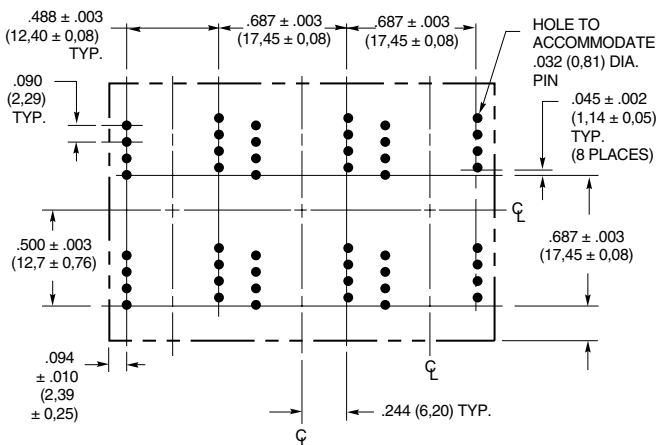 .488 ± .003
(12,40 ± 0,08)
TYP.
.687 ± .003
(17,45 ± 0,08)
.687 ± .003
(17,45 ± 0,08)
HOLE TO
ACCOMMODATE
.032 (0,81) DIA.
PIN
.090
(2,29)
TYP.
.045 ± .002
(1,14 ± 0,05)
TYP.
(8 PLACES)
CL
.500 ± .003
(12,7 ± 0,76)
.687 ± .003
(17,45 ± 0,08)
.094
± .010
(2,39
± 0,25)
CL
.244 (6,20) TYP.
CL